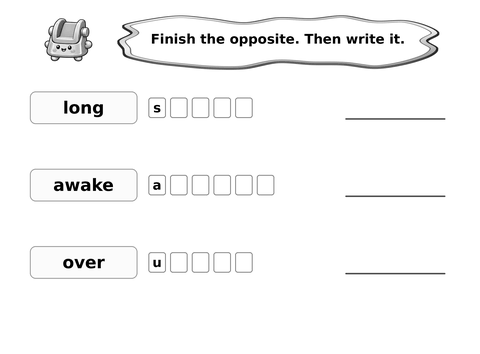 Finish the opposite. Then write it.
long s
awake a
over u